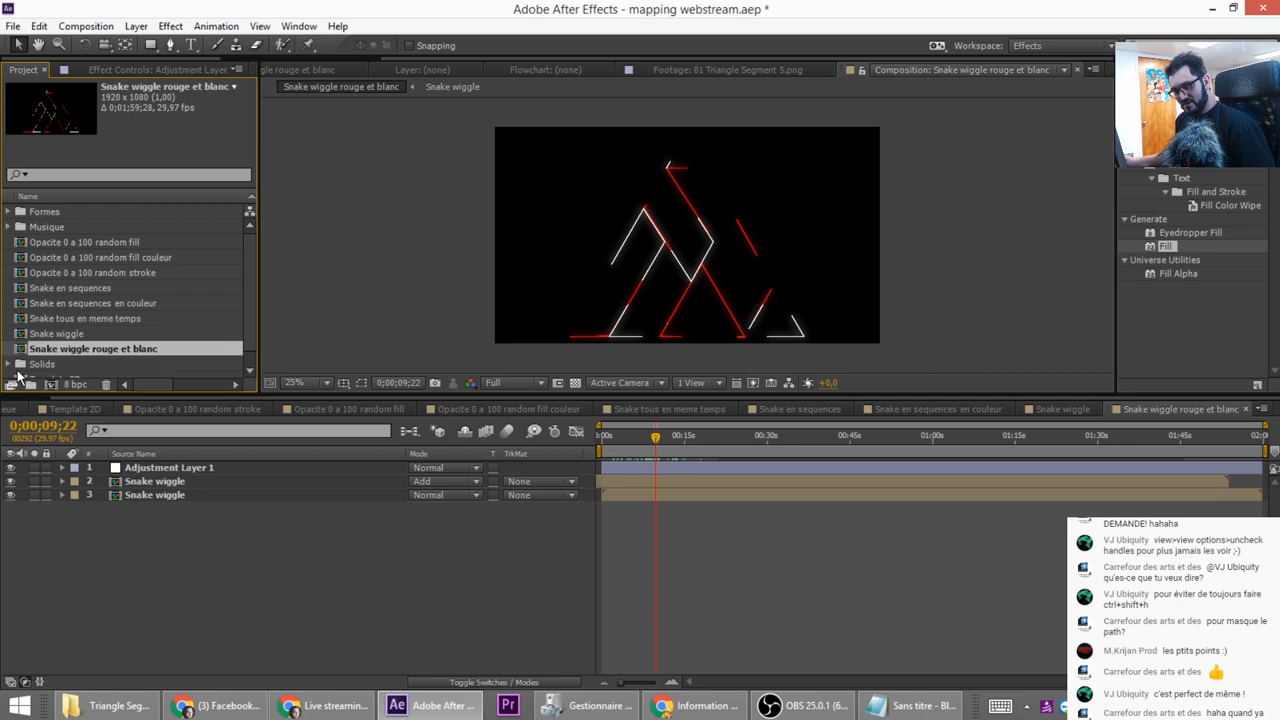 Adobe After Effects - mapping webstream.aep *
File Edit Composition Layer Effect Animation View Window Help
Snapping
Workspace: Effects
Project
Effect Controls: Adjustment Layer
gle rouge et blanc
Layer: (none)
Flowchart: (none)
Footage: 01 Triangle Segment 5.png
Composition: Snake wiggle rouge et blanc
Snake wiggle rouge et blanc
1920 x 1080 (1,00)
Δ 0;01;59;28, 29,97 fps
Snake wiggle rouge et blanc
Snake wiggle
Name
Formes
Musique
Opacite 0 a 100 random fill
Opacite 0 a 100 random fill couleur
Opacite 0 a 100 random stroke
Snake en sequences
Snake en sequences en couleur
Snake tous en meme temps
Snake wiggle
Snake wiggle rouge et blanc
Solids
8 bpc
Text
Fill and Stroke
Fill Color Wipe
Generate
Eyedropper Fill
Fill
Universe Utilities
Fill Alpha
25%
0;00;09;22
Full
Active Camera
1 View
+0,0
eue
Template 2D
Opacite 0 a 100 random stroke
Opacite 0 a 100 random fill
Opacite 0 a 100 random fill couleur
Snake tous en meme temps
Snake en sequences
Snake en sequences en couleur
Snake wiggle
Snake wiggle rouge et blanc
0;00;09;22
00292 (29.97 fps)
:00s 00:15s 00:30s 00:45s 01:00s 01:15s 01:30s 01:45s 02:0
# Source Name Mode T TrkMat
1 Adjustment Layer 1 Normal
2 Snake wiggle Add None
3 Snake wiggle Normal None
Toggle Switches / Modes
DEMANDE! hahaha
VJ Ubiquity view>view options>uncheck
handles pour plus jamais les voir ;-)
Carrefour des arts et des @VJ Ubiquity
qu'es-ce que tu veux dire?
VJ Ubiquity pour éviter de toujours faire
ctrl+shift+h
Carrefour des arts et des pour masque le
path?
M.Krijan Prod les ptits points :)
Carrefour des arts et des 👍
VJ Ubiquity c'est perfect de même !
Carrefour des arts et des haha quand ya
Triangle Seg...
(3) Facebook...
Live streamin...
Ae Adobe After ...
Pr
Gestionnaire ...
Information ...
OBS 25.0.1 (6...
Sans titre - Bl...